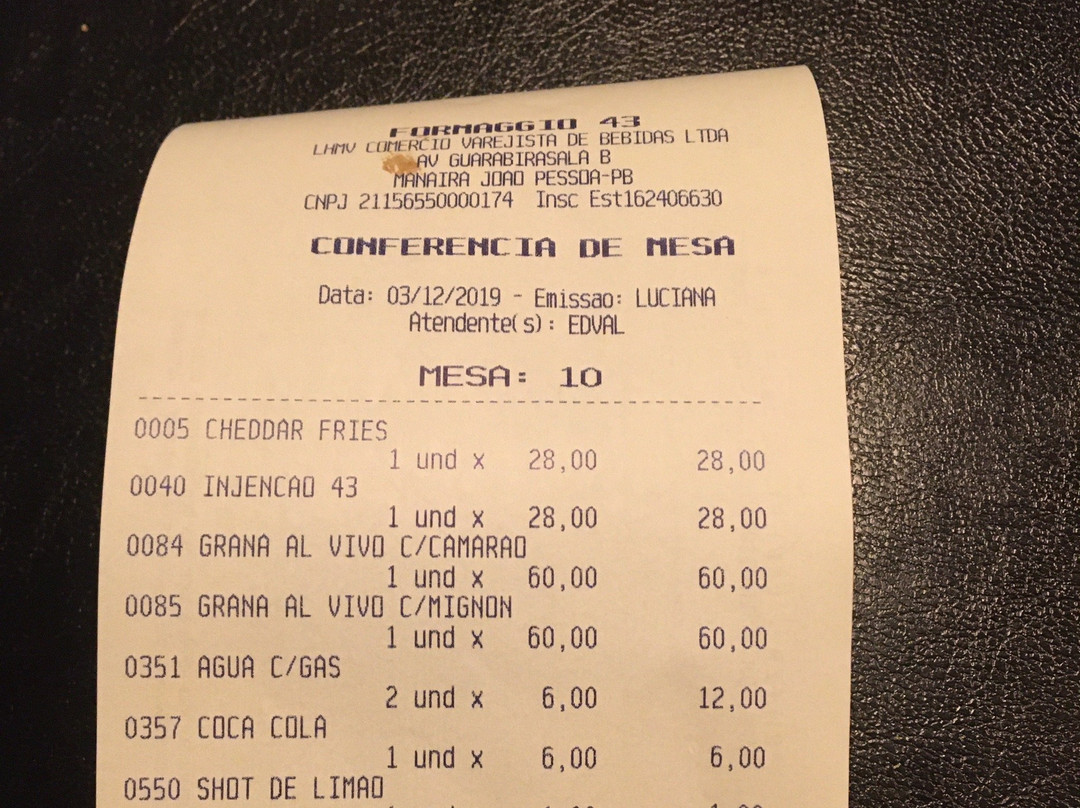 FORMAGGIO 43
LHMV COMERCIO VAREJISTA DE BEBIDAS LTDA
AV GUARABIRASALA B
MANAIRA JOAO PESSOA-PB
CNPJ 21156550000174 Insc Est162406630
CONFERENCIA DE MESA
Data: 03/12/2019 - Emissao: LUCIANA
Atendente(s): EDVAL
MESA: 10
0005 CHEDDAR FRIES
1 und x 28,00 28,00
0040 INJENCAO 43
1 und x 28,00 28,00
0084 GRANA AL VIVO C/CAMARAO
1 und x 60,00 60,00
0085 GRANA AL VIVO C/MIGNON
1 und x 60,00 60,00
0351 AGUA C/GAS
2 und x 6,00 12,00
0357 COCA COLA
1 und x 6,00 6,00
0550 SHOT DE LIMAO